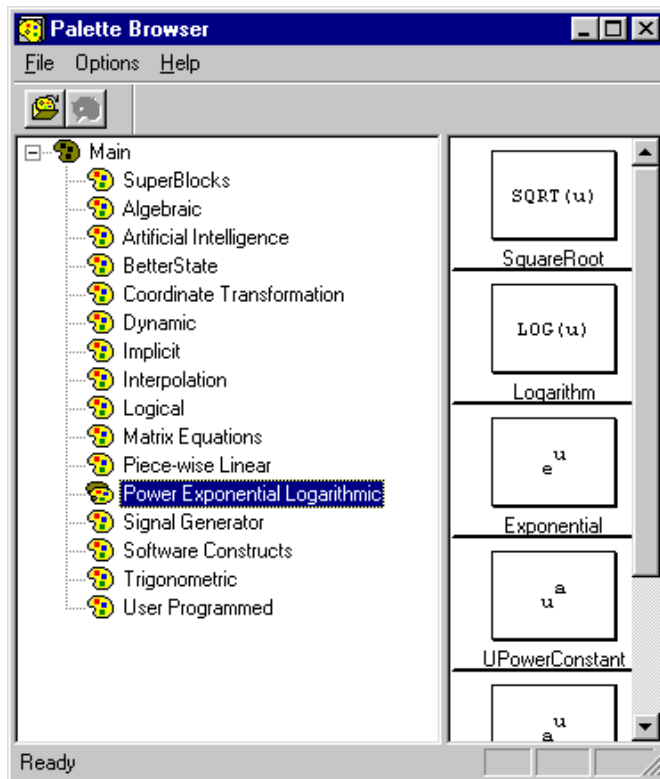 Palette Browser
File Options Help
Main
SuperBlocks
Algebraic
Artificial Intelligence
BetterState
Coordinate Transformation
Dynamic
Implicit
Interpolation
Logical
Matrix Equations
Piece-wise Linear
Power Exponential Logarithmic
Signal Generator
Software Constructs
Trigonometric
User Programmed
SQRT(u)
SquareRoot
LOG(u)
Logarithm
e^u
Exponential
u^a
UPowerConstant
a^u
Ready